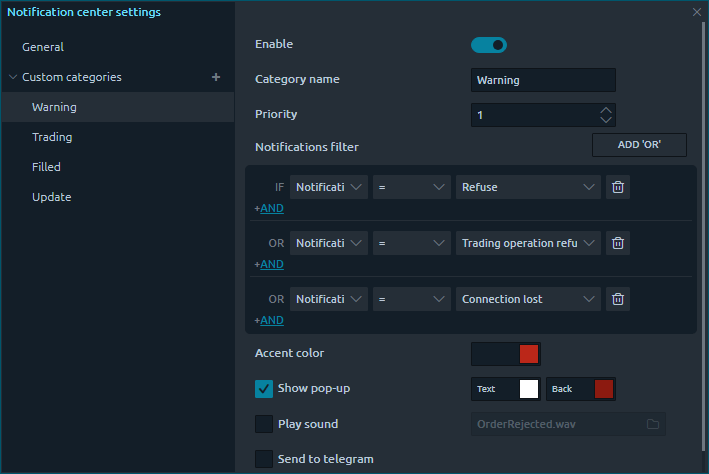 Notification center settings
General
Custom categories +
Warning
Trading
Filled
Update
Enable
Category name Warning
Priority 1
Notifications filter ADD 'OR'
IF Notificati = Refuse
+AND
OR Notificati = Trading operation refu
+AND
OR Notificati = Connection lost
+AND
Accent color
Show pop-up Text Back
Play sound OrderRejected.wav
Send to telegram